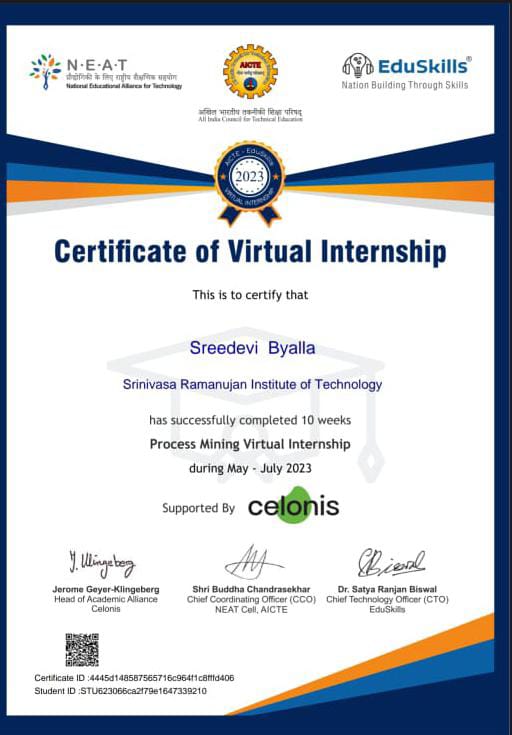 N·E·A·T
प्रौद्योगिकी के लिए राष्ट्रीय शैक्षणिक सहयोग
National Educational Alliance for Technology
AICTE
अखिल भारतीय तकनीकी शिक्षा परिषद्
All India Council for Technical Education
EduSkills®
Nation Building Through Skills
AICTE - EduSkills
2023
VIRTUAL INTERNSHIP
Certificate of Virtual Internship
This is to certify that
Sreedevi Byalla
Srinivasa Ramanujan Institute of Technology
has successfully completed 10 weeks
Process Mining Virtual Internship
during May - July 2023
Supported By celonis
J. Klingeberg
SBiswal
Jerome Geyer-Klingeberg
Head of Academic Alliance
Celonis
Shri Buddha Chandrasekhar
Chief Coordinating Officer (CCO)
NEAT Cell, AICTE
Dr. Satya Ranjan Biswal
Chief Technology Officer (CTO)
EduSkills
Certificate ID :4445d148587565716c964f1c8fffd406
Student ID :STU623066ca2f79e1647339210